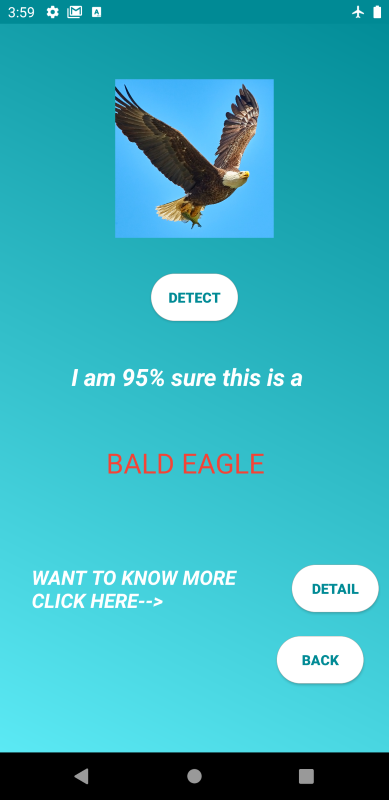 3:59
A
DETECT
I am 95% sure this is a
BALD EAGLE
WANT TO KNOW MORE
CLICK HERE-->
DETAIL
BACK